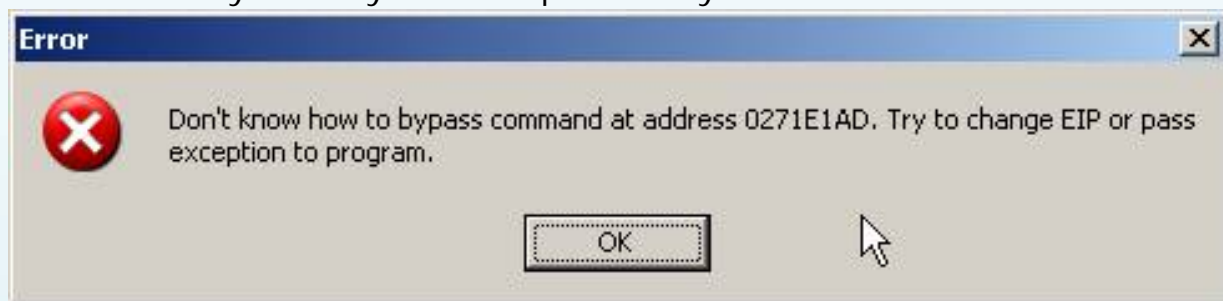 Error
Don't know how to bypass command at address 0271E1AD. Try to change EIP or pass
exception to program.
OK